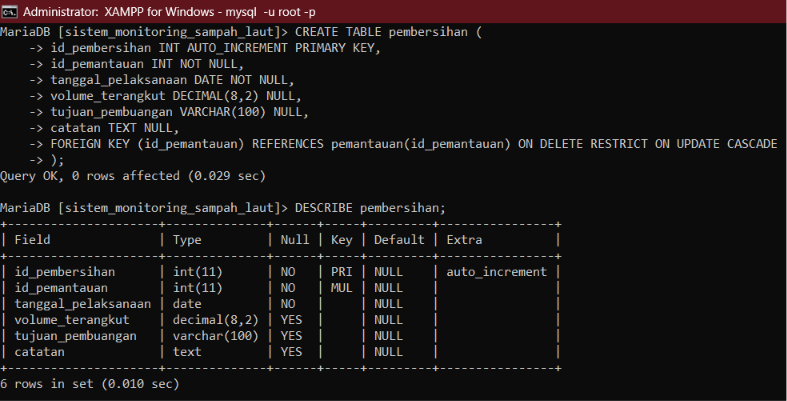 Administrator: XAMPP for Windows - mysql -u root -p
MariaDB [sistem_monitoring_sampah_laut]> CREATE TABLE pembersihan (
    -> id_pembersihan INT AUTO_INCREMENT PRIMARY KEY,
    -> id_pemantauan INT NOT NULL,
    -> tanggal_pelaksanaan DATE NOT NULL,
    -> volume_terangkut DECIMAL(8,2) NULL,
    -> tujuan_pembuangan VARCHAR(100) NULL,
    -> catatan TEXT NULL,
    -> FOREIGN KEY (id_pemantauan) REFERENCES pemantauan(id_pemantauan) ON DELETE RESTRICT ON UPDATE CASCADE
    -> );
Query OK, 0 rows affected (0.029 sec)

MariaDB [sistem_monitoring_sampah_laut]> DESCRIBE pembersihan;
+---------------------+--------------+------+-----+---------+----------------+
| Field               | Type         | Null | Key | Default | Extra          |
+---------------------+--------------+------+-----+---------+----------------+
| id_pembersihan      | int(11)      | NO   | PRI | NULL    | auto_increment |
| id_pemantauan       | int(11)      | NO   | MUL | NULL    |                |
| tanggal_pelaksanaan | date         | NO   |     | NULL    |                |
| volume_terangkut    | decimal(8,2) | YES  |     | NULL    |                |
| tujuan_pembuangan   | varchar(100) | YES  |     | NULL    |                |
| catatan             | text         | YES  |     | NULL    |                |
+---------------------+--------------+------+-----+---------+----------------+
6 rows in set (0.010 sec)